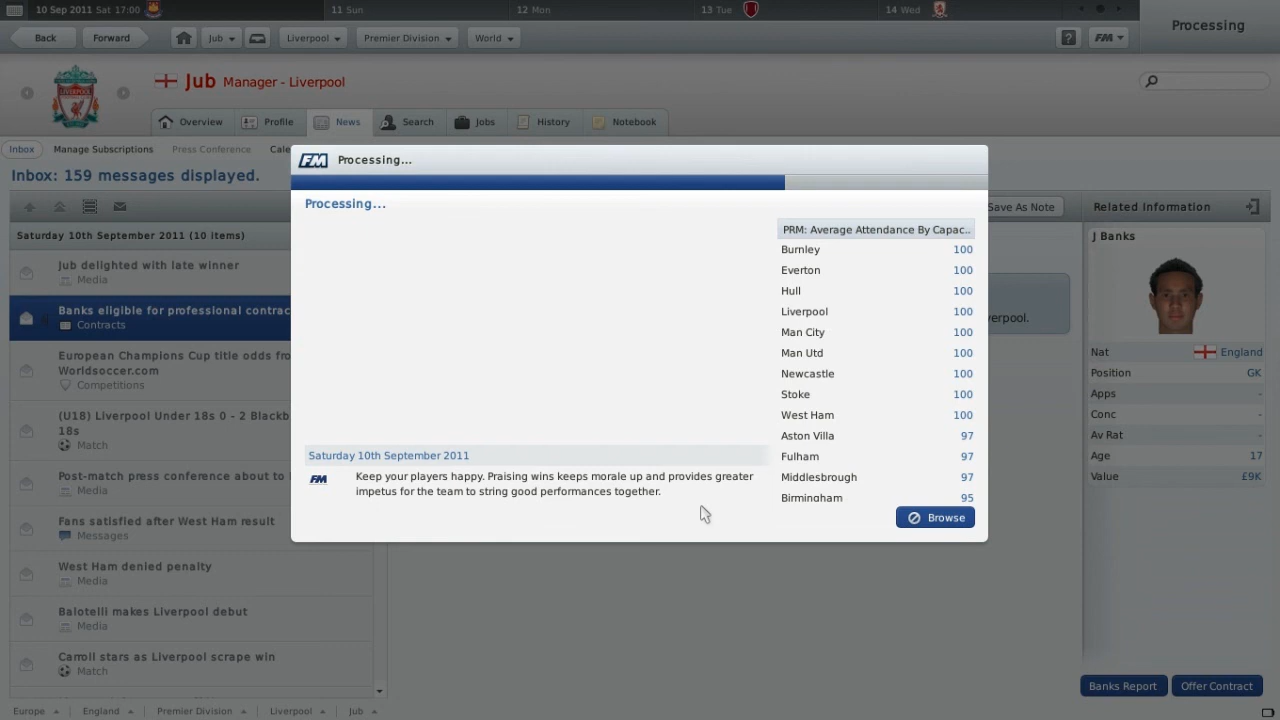 10 Sep 2011 Sat 17:00
11 Sun
12 Mon
13 Tue
14 Wed
Processing
Back
Forward
Jub
Liverpool
Premier Division
World
?
FM
Jub Manager - Liverpool
Overview
Profile
News
Search
Jobs
History
Notebook
Inbox
Manage Subscriptions
Press Conference
Cale
Inbox: 159 messages displayed.
Saturday 10th September 2011 (10 items)
Jub delighted with late winner
Media
Banks eligible for professional contrac
Contracts
European Champions Cup title odds fro
Worldsoccer.com
Competitions
(U18) Liverpool Under 18s 0 - 2 Blackb
18s
Match
Post-match press conference about to
Media
Fans satisfied after West Ham result
Messages
West Ham denied penalty
Media
Balotelli makes Liverpool debut
Media
Carroll stars as Liverpool scrape win
Match
FM Processing...
Processing...
Saturday 10th September 2011
FM
Keep your players happy. Praising wins keeps morale up and provides greater
impetus for the team to string good performances together.
PRM: Average Attendance By Capac..
Burnley 100
Everton 100
Hull 100
Liverpool 100
Man City 100
Man Utd 100
Newcastle 100
Stoke 100
West Ham 100
Aston Villa 97
Fulham 97
Middlesbrough 97
Birmingham 95
Browse
Save As Note
verpool.
Related Information
J Banks
Nat England
Position GK
Apps -
Conc -
Av Rat -
Age 17
Value £9K
Banks Report
Offer Contract
Europe
England
Premier Division
Liverpool
Jub